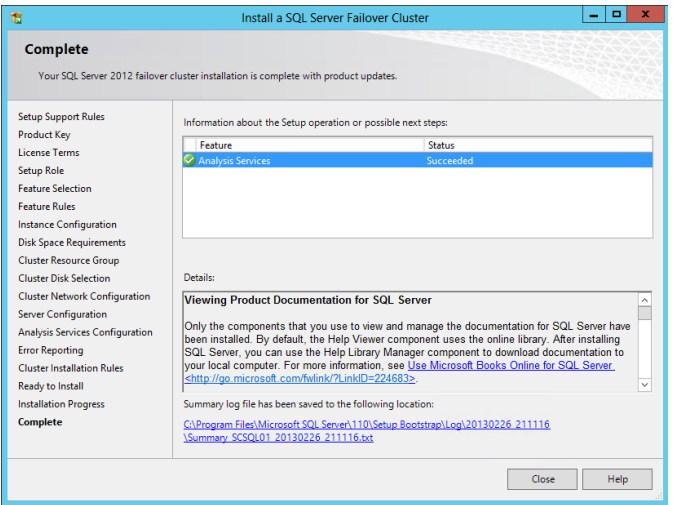 Install a SQL Server Failover Cluster
Complete
Your SQL Server 2012 failover cluster installation is complete with product updates.
Setup Support Rules
Product Key
License Terms
Setup Role
Feature Selection
Feature Rules
Instance Configuration
Disk Space Requirements
Cluster Resource Group
Cluster Disk Selection
Cluster Network Configuration
Server Configuration
Analysis Services Configuration
Error Reporting
Cluster Installation Rules
Ready to Install
Installation Progress
Complete
Information about the Setup operation or possible next steps:
Feature Status
Analysis Services Succeeded
Details:
Viewing Product Documentation for SQL Server
Only the components that you use to view and manage the documentation for SQL Server have
been installed. By default, the Help Viewer component uses the online library. After installing
SQL Server, you can use the Help Library Manager component to download documentation to
your local computer. For more information, see Use Microsoft Books Online for SQL Server
<http://go.microsoft.com/fwlink/?LinkID=224683>.
Summary log file has been saved to the following location:
C:\Program Files\Microsoft SQL Server\110\Setup Bootstrap\Log\20130226_211116
\Summary_SCSQL01_20130226_211116.txt
Close Help